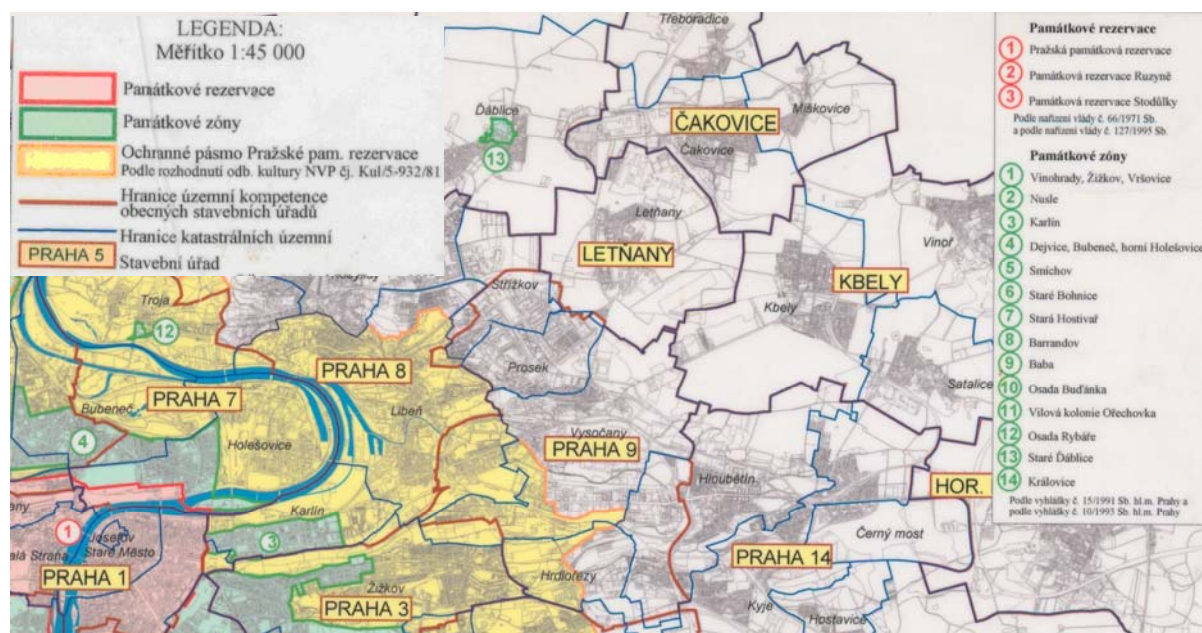 LEGENDA:
Měřítko 1:45 000
Památkové rezervace
Památkové zóny
Ochranné pásmo Pražské pam. rezervace
Podle rozhodnutí odb. kultury NVP čj. Kul/5-932/81
Hranice územní kompetence
obecných stavebních úřadů
Hranice katastrálních územní
PRAHA 5 Stavební úřad
Třeboradice
Ďáblice
13
ČAKOVICE
Miškovice
Čakovice
Letňany
LETŇANY
Vinoř
KBELY
Kbely
Střížkov
Troja
12
PRAHA 8
Prosek
PRAHA 7
Bubeneč
Libeň
Satalice
4
Holešovice
Vysočany
PRAHA 9
Hloubětín
HOR.
Karlín
1
3
Josefov
Staré Město
Malá Strana
Černý most
PRAHA 14
PRAHA 1
Hrdlořezy
Žižkov
PRAHA 3
Kyje
Hostavice
Památkové rezervace
1 Pražská památková rezervace
2 Památková rezervace Ruzyně
3 Památková rezervace Stodůlky
Podle nařízení vlády č. 66/1971 Sb.
a podle nařízení vlády č. 127/1995 Sb.
Památkové zóny
1 Vinohrady, Žižkov, Vršovice
2 Nusle
3 Karlín
4 Dejvice, Bubeneč, horní Holešovice
5 Smíchov
6 Staré Bohnice
7 Stará Hostivař
8 Barrandov
9 Baba
10 Osada Buďánka
11 Vilová kolonie Ořechovka
12 Osada Rybáře
13 Staré Ďáblice
14 Královice
Podle vyhlášky č. 15/1991 Sb. hl.m. Prahy a
podle vyhlášky č. 10/1993 Sb. hl.m. Prahy